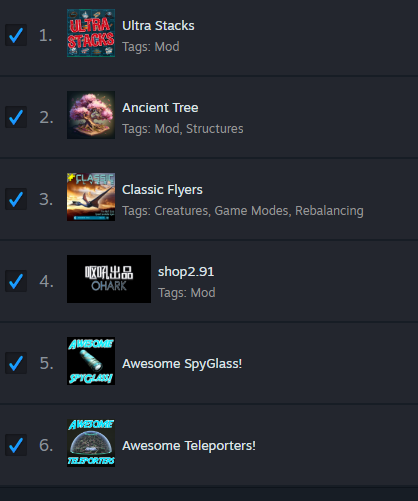 1.
ULTRA
STACKS
Ultra Stacks
Tags: Mod
2.
Ancient Tree
Tags: Mod, Structures
3.
CLASSIC
Classic Flyers
Tags: Creatures, Game Modes, Rebalancing
4.
呕吼出品
OHARK
shop2.91
Tags: Mod
5.
AWESOME
SPYGLASS!
Awesome SpyGlass!
6.
AWESOME
TELEPORTERS
Awesome Teleporters!